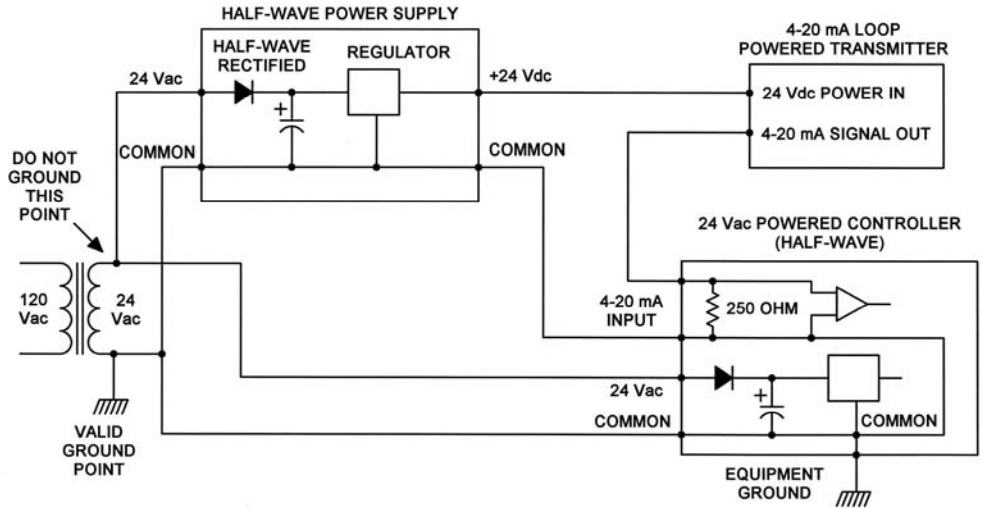 HALF-WAVE POWER SUPPLY
HALF-WAVE
RECTIFIED
REGULATOR
24 Vac
+24 Vdc
+
COMMON
COMMON
4-20 mA LOOP
POWERED TRANSMITTER
24 Vdc POWER IN
4-20 mA SIGNAL OUT
DO NOT
GROUND
THIS
POINT
120
Vac
24
Vac
VALID
GROUND
POINT
24 Vac POWERED CONTROLLER
(HALF-WAVE)
4-20 mA
INPUT
250 OHM
24 Vac
+
COMMON
COMMON
EQUIPMENT
GROUND